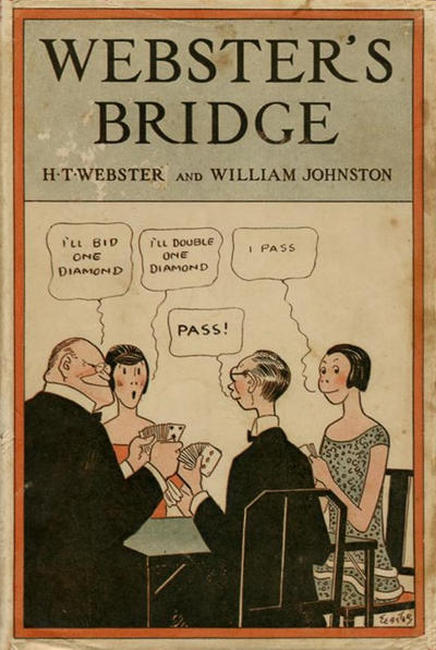 WEBSTER'S
BRIDGE
H·T·WEBSTER AND WILLIAM JOHNSTON
I'LL BID
ONE
DIAMOND
I'LL DOUBLE
ONE
DIAMOND
I PASS
PASS!